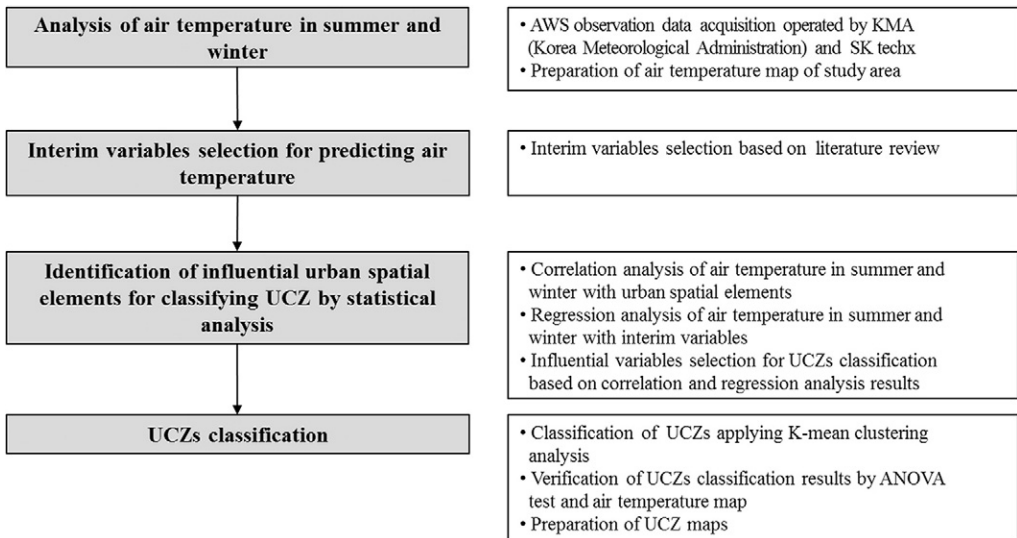 Analysis of air temperature in summer and
winter
• AWS observation data acquisition operated by KMA
(Korea Meteorological Administration) and SK techx
• Preparation of air temperature map of study area
Interim variables selection for predicting air
temperature
• Interim variables selection based on literature review
Identification of influential urban spatial
elements for classifying UCZ by statistical
analysis
• Correlation analysis of air temperature in summer and
winter with urban spatial elements
• Regression analysis of air temperature in summer and
winter with interim variables
• Influential variables selection for UCZs classification
based on correlation and regression analysis results
UCZs classification
• Classification of UCZs applying K-mean clustering
analysis
• Verification of UCZs classification results by ANOVA
test and air temperature map
• Preparation of UCZ maps